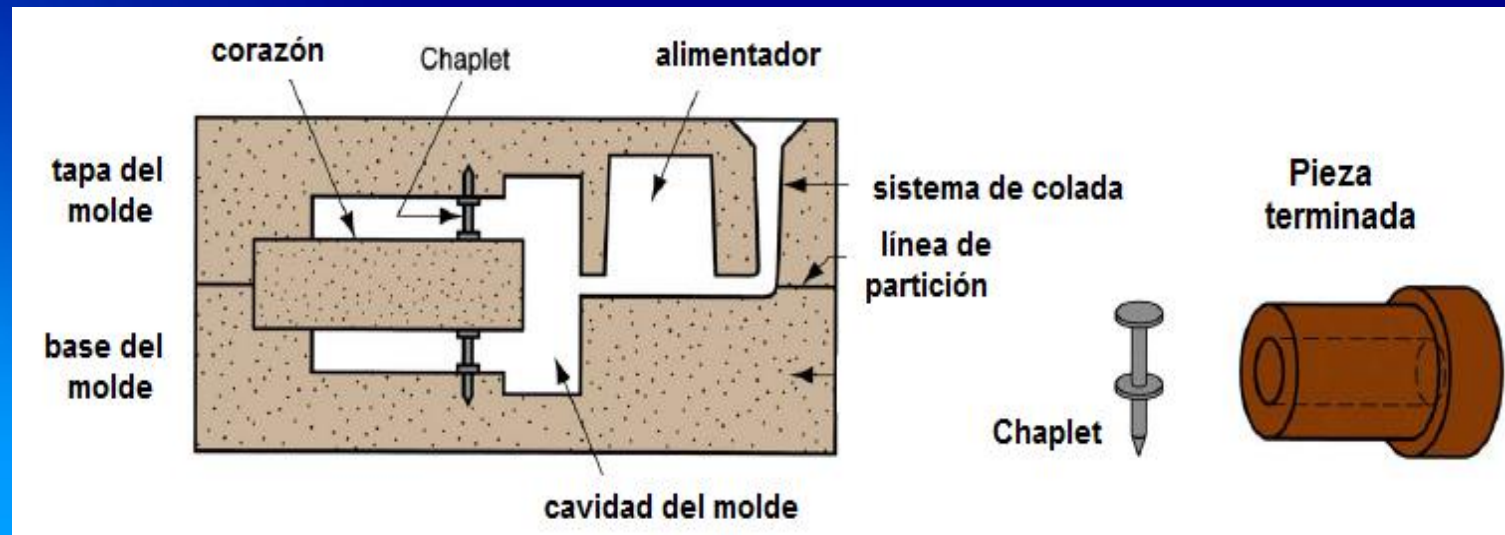 corazón
Chaplet
alimentador
tapa del
molde
sistema de colada
línea de
partición
base del
molde
cavidad del molde
Pieza
terminada
Chaplet